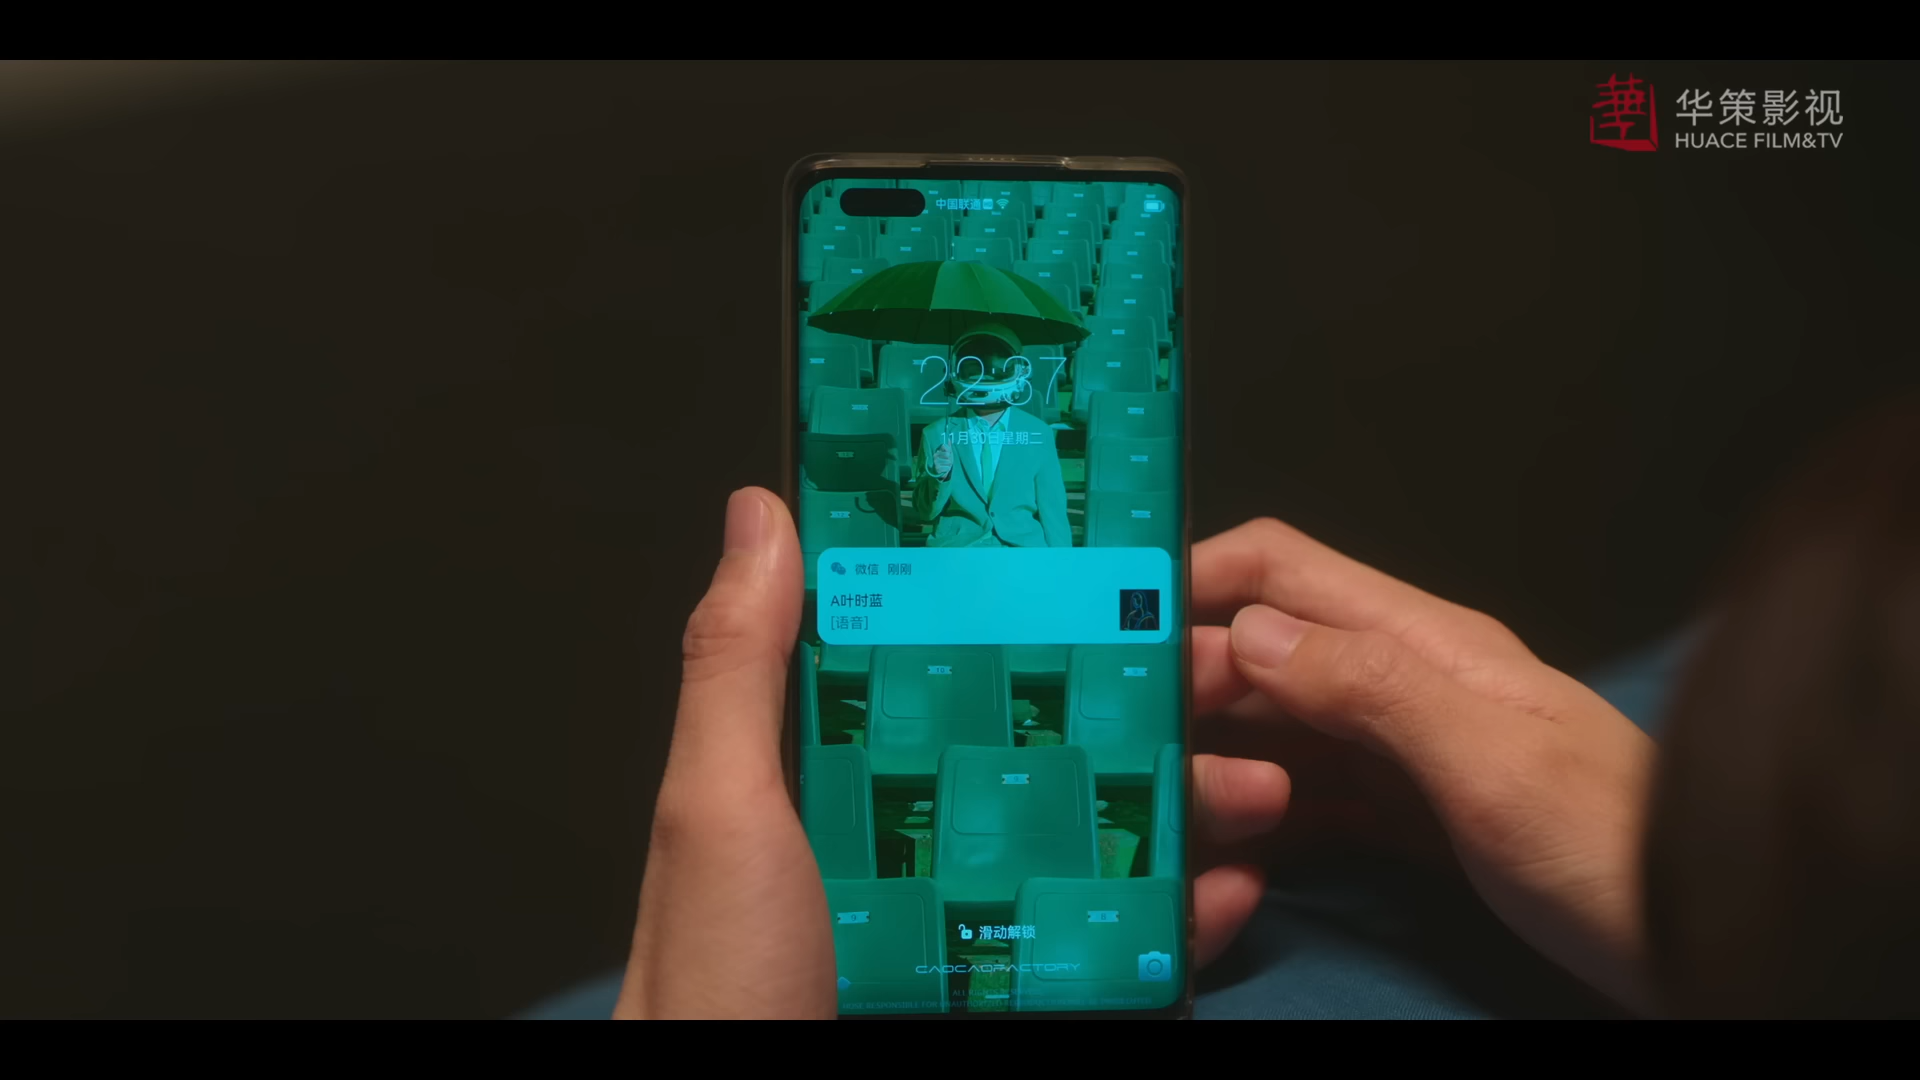 华策影视
HUACE FILM&TV
中国联通
22:37
11月30日星期二
微信 刚刚
A叶时蓝
[语音]
滑动解锁
CAOCAOFACTORY